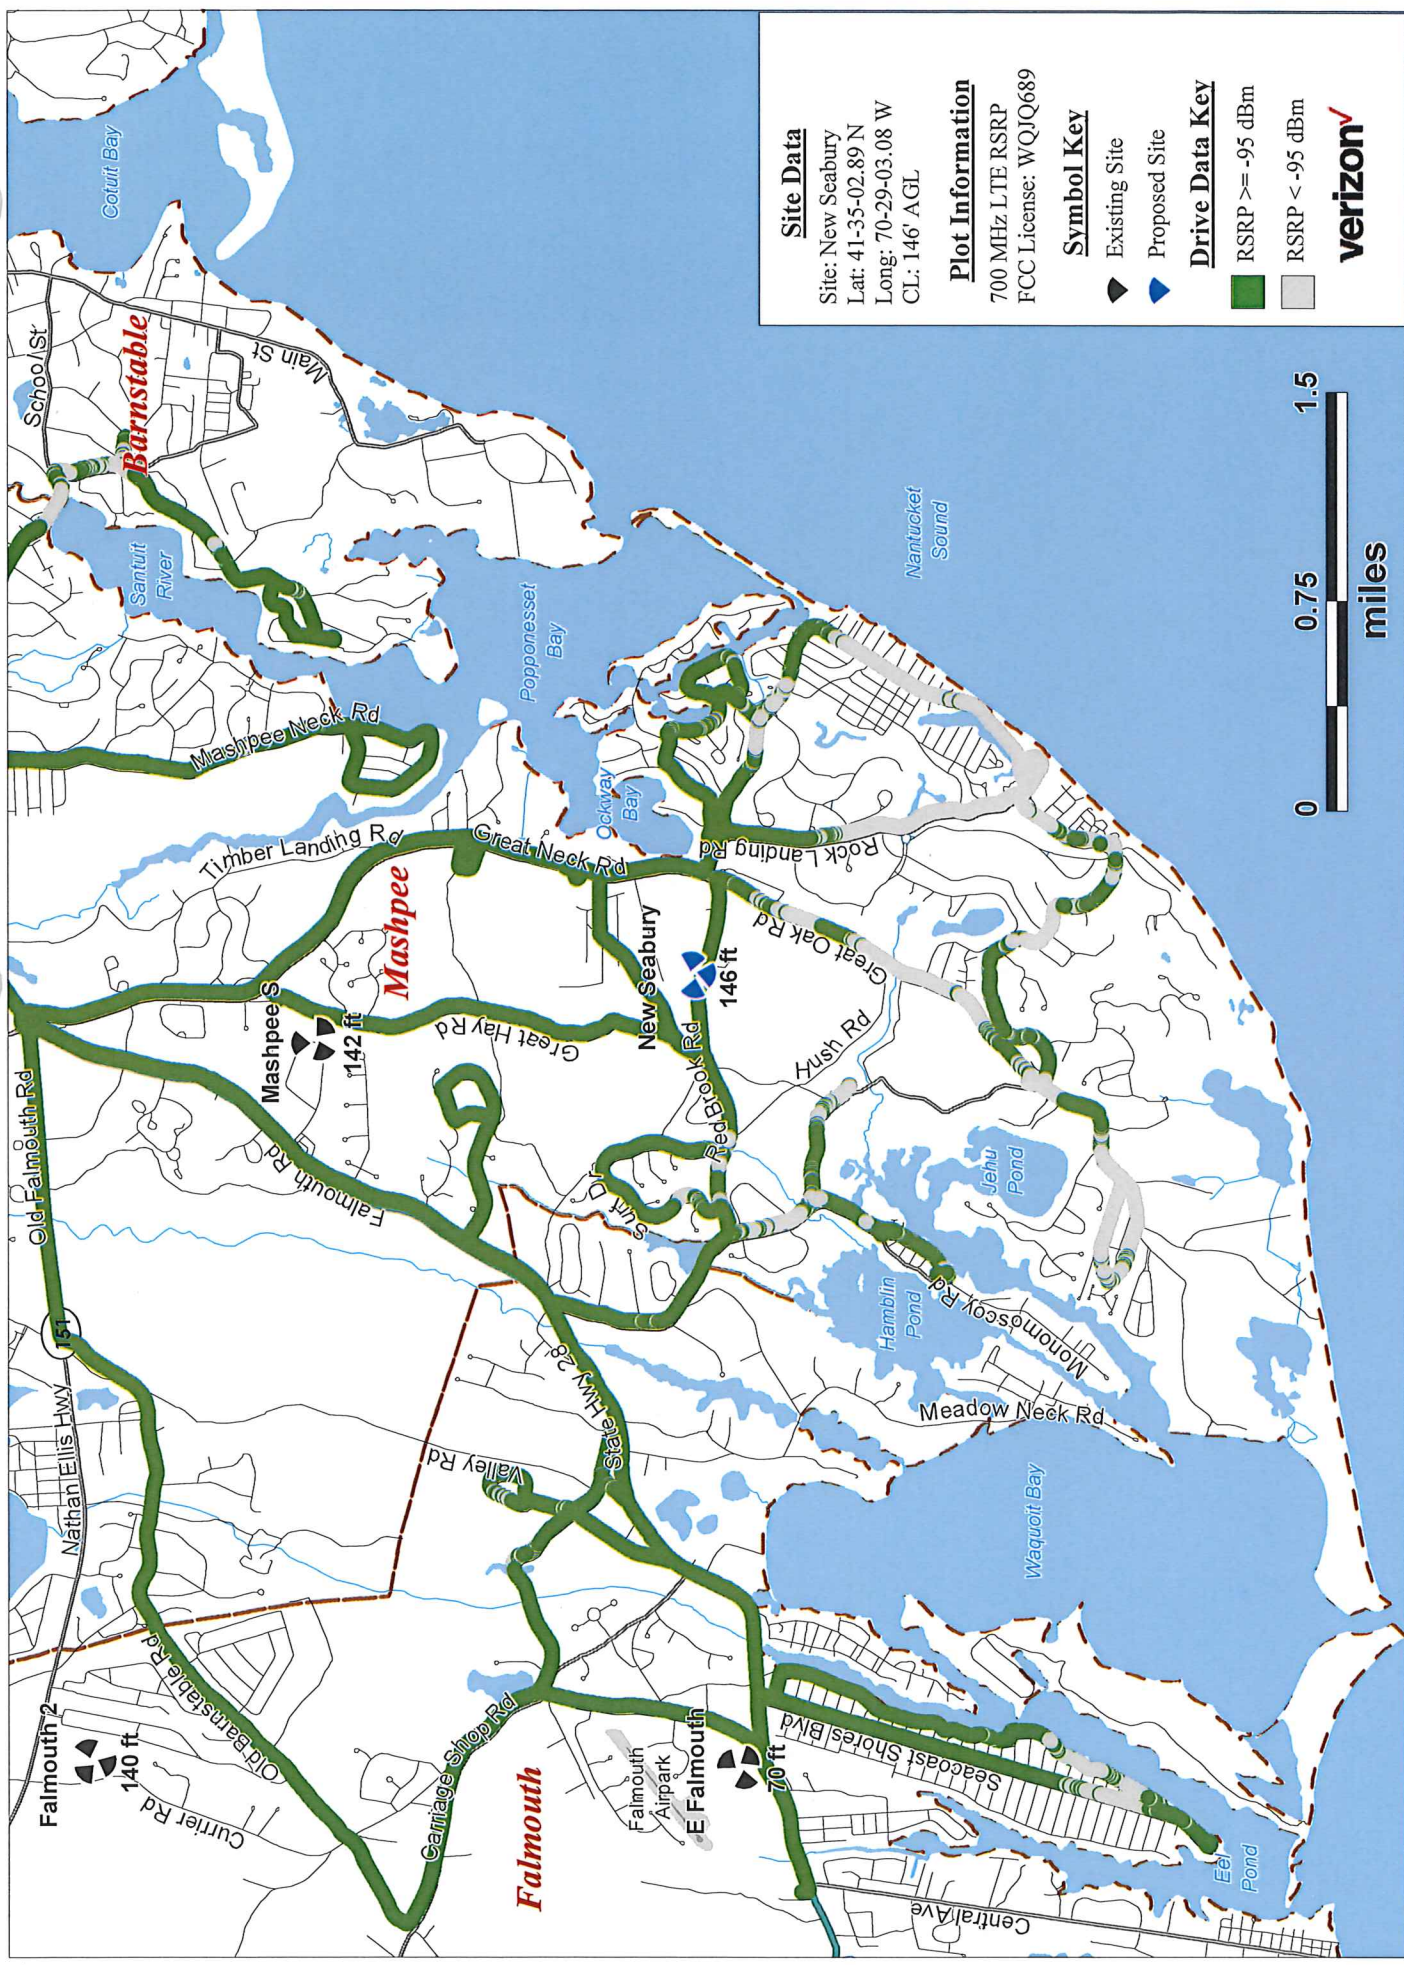 Falmouth 2
140 ft
Currier Rd
Old Barnstable Rd
Nathan Ellis Hwy
151
Old Falmouth Rd
Carriage Shop Rd
Falmouth
Falmouth
Airpark
E Falmouth
70 ft
Seacoast Shores Blvd
Central Ave
Eel
Pond
Valley Rd
State Hwy 28
Waquoit Bay
Meadow Neck Rd
Monomoscoy Rd
Hamblin
Pond
Jehu
Pond
Falmouth Rd
Surf Dr
Red Brook Rd
Hush Rd
Mashpee S
142 ft
Great Hay Rd
Mashpee
New Seabury
146 ft
Great Oak Rd
Rock Landing Rd
Great Neck Rd
Timber Landing Rd
Mashpee Neck Rd
Ockway
Bay
Popponesset
Bay
Santuit
River
School St
Barnstable
Main St
Cotuit Bay
Nantucket
Sound
0
0.75
1.5
miles
Site Data
Site: New Seabury
Lat: 41-35-02.89 N
Long: 70-29-03.08 W
CL: 146' AGL
Plot Information
700 MHz LTE RSRP
FCC License: WQJQ689
Symbol Key
Existing Site
Proposed Site
Drive Data Key
RSRP >= -95 dBm
RSRP < -95 dBm
verizon✓